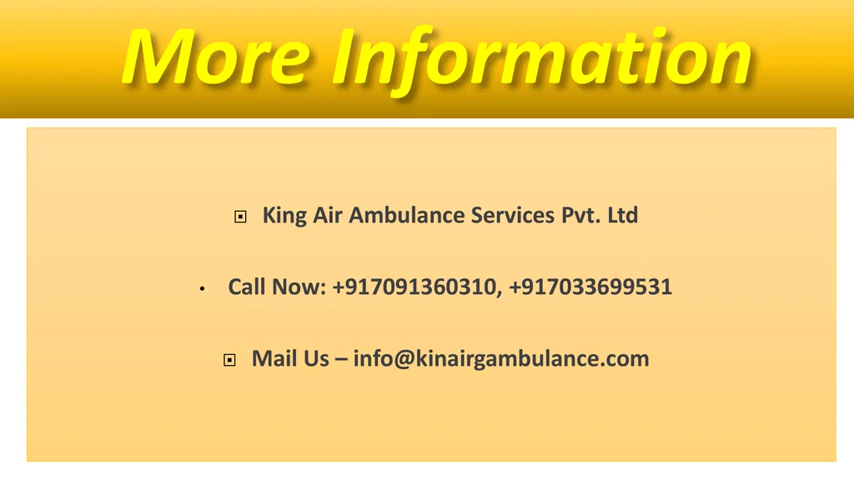 More Information
King Air Ambulance Services Pvt. Ltd
Call Now: +917091360310, +917033699531
Mail Us – info@kinairgambulance.com